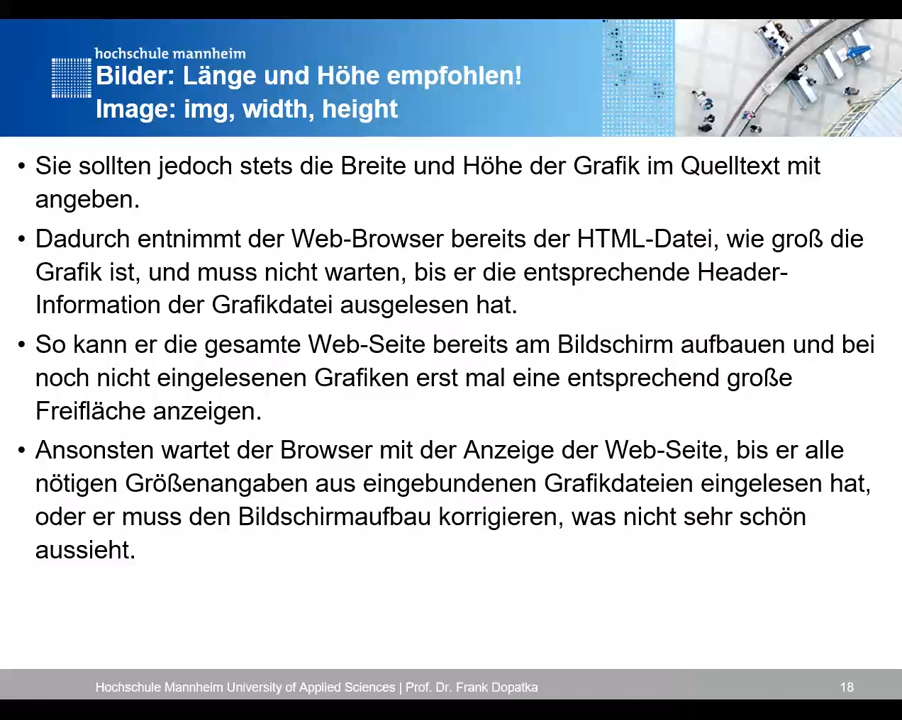 hochschule mannheim
Bilder: Länge und Höhe empfohlen!
Image: img, width, height
• Sie sollten jedoch stets die Breite und Höhe der Grafik im Quelltext mit
angeben.
• Dadurch entnimmt der Web-Browser bereits der HTML-Datei, wie groß die
Grafik ist, und muss nicht warten, bis er die entsprechende Header-
Information der Grafikdatei ausgelesen hat.
• So kann er die gesamte Web-Seite bereits am Bildschirm aufbauen und bei
noch nicht eingelesenen Grafiken erst mal eine entsprechend große
Freifläche anzeigen.
• Ansonsten wartet der Browser mit der Anzeige der Web-Seite, bis er alle
nötigen Größenangaben aus eingebundenen Grafikdateien eingelesen hat,
oder er muss den Bildschirmaufbau korrigieren, was nicht sehr schön
aussieht.
Hochschule Mannheim University of Applied Sciences | Prof. Dr. Frank Dopatka
18